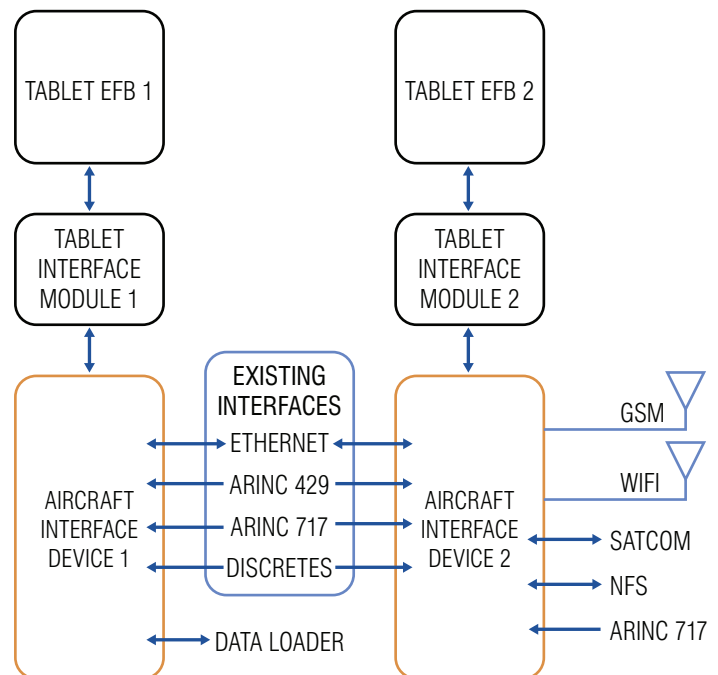 TABLET EFB 1
TABLET EFB 2
TABLET
INTERFACE
MODULE 1
TABLET
INTERFACE
MODULE 2
AIRCRAFT
INTERFACE
DEVICE 1
EXISTING
INTERFACES
ETHERNET
ARINC 429
ARINC 717
DISCRETES
DATA LOADER
AIRCRAFT
INTERFACE
DEVICE 2
GSM
WIFI
SATCOM
NFS
ARINC 717